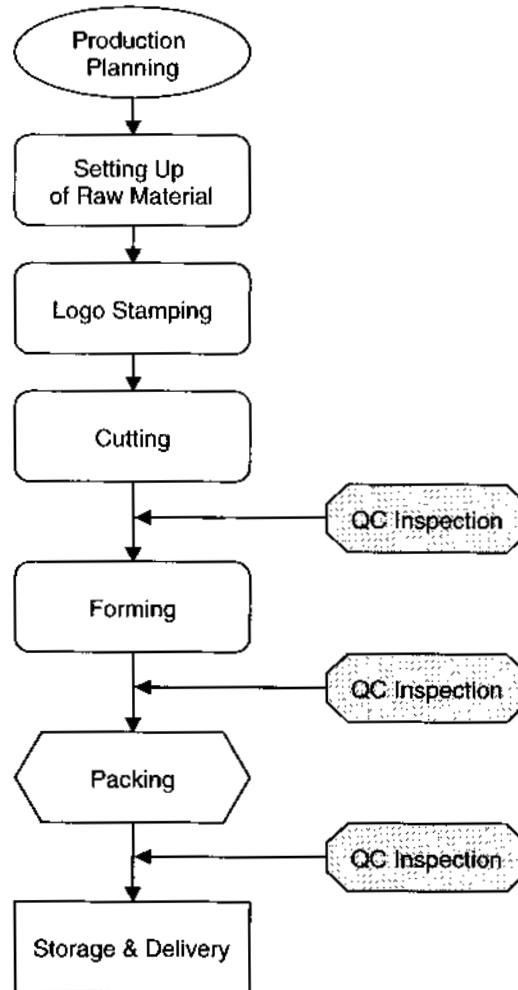 Production
Planning
Setting Up
of Raw Material
Logo Stamping
Cutting
QC Inspection
Forming
QC Inspection
Packing
QC Inspection
Storage & Delivery